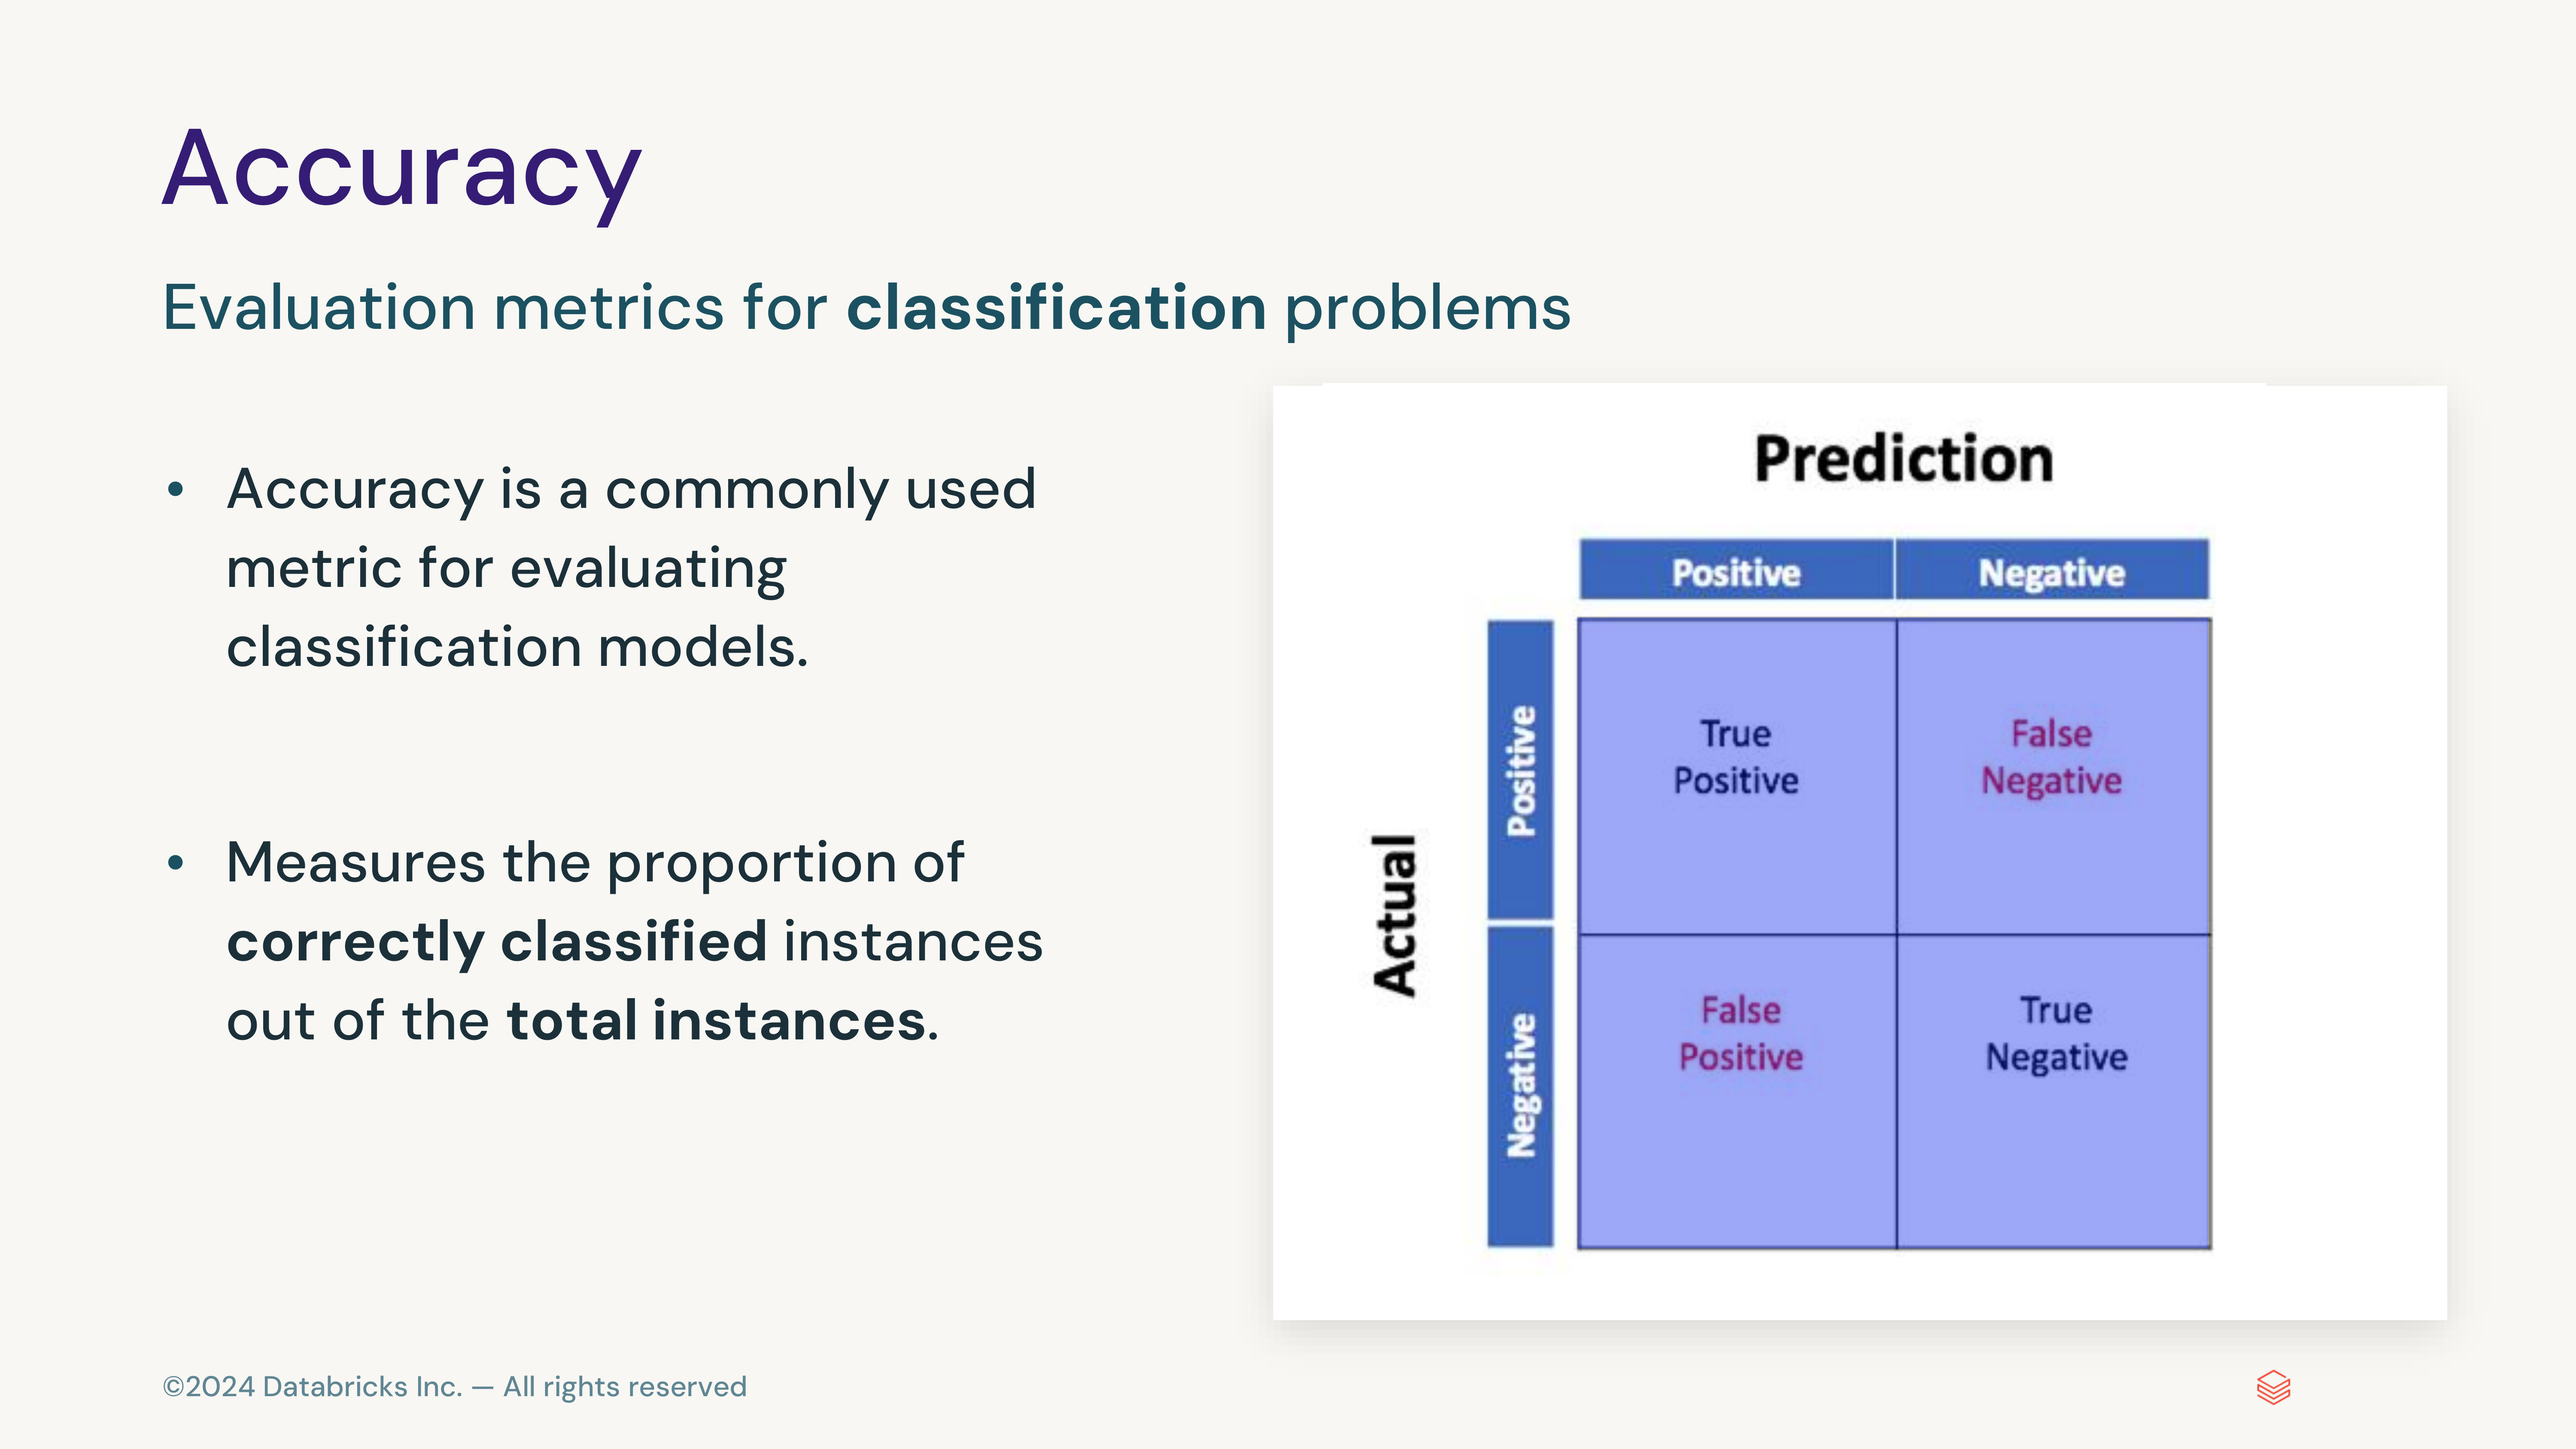 Accuracy
Evaluation metrics for classification problems
• Accuracy is a commonly used
metric for evaluating
classification models.
• Measures the proportion of
correctly classified instances
out of the total instances.
Prediction
Positive Negative
Actual
Positive
True
Positive
False
Negative
Negative
False
Positive
True
Negative
©2024 Databricks Inc. — All rights reserved